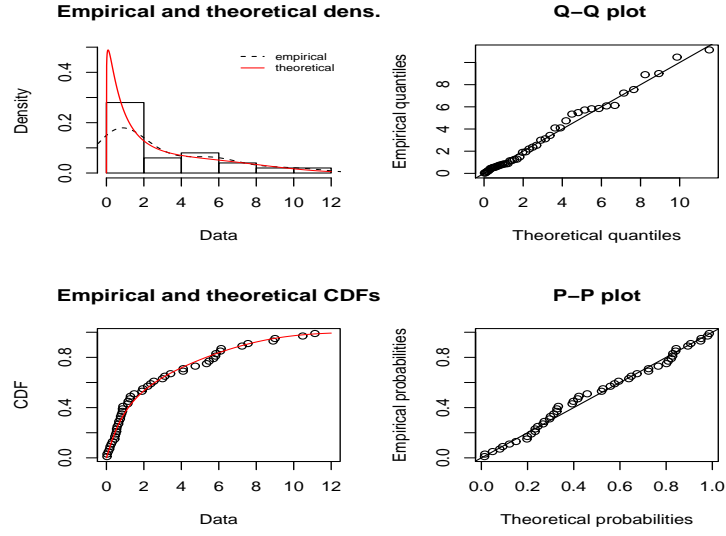 Empirical and theoretical dens.
Density
0.0 0.2 0.4
empirical
theoretical
0 2 4 6 8 10 12
Data
Q−Q plot
Empirical quantiles
0 2 4 6 8 10
0 2 4 6 8 10
Theoretical quantiles
Empirical and theoretical CDFs
CDF
0.0 0.4 0.8
0 2 4 6 8 10 12
Data
P−P plot
Empirical probabilities
0.0 0.4 0.8
0.0 0.2 0.4 0.6 0.8 1.0
Theoretical probabilities